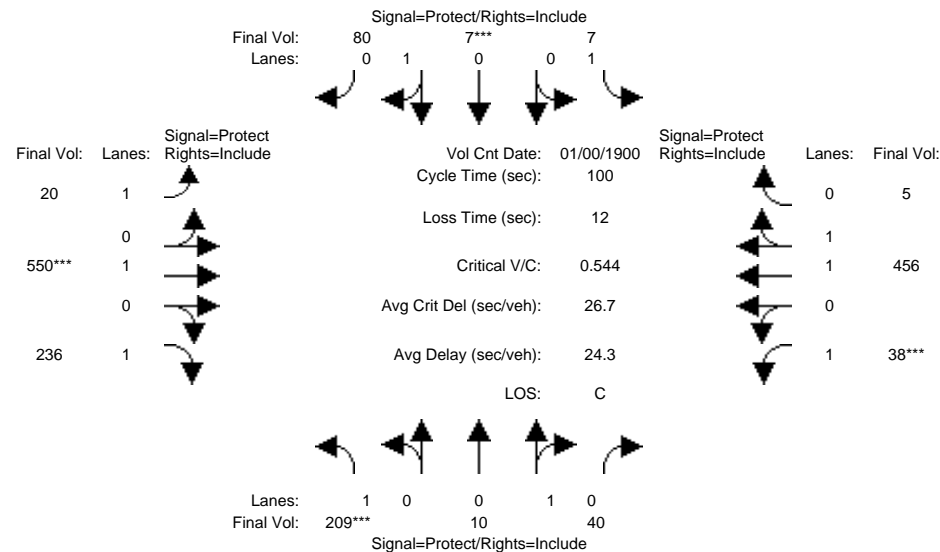 Signal=Protect/Rights=Include
Final Vol: 80 7*** 7
Lanes: 0 1 0 0 1
Signal=Protect
Final Vol: Lanes: Rights=Include
Vol Cnt Date: 01/00/1900
Signal=Protect
Rights=Include Lanes: Final Vol:
Cycle Time (sec): 100
20 1
0 5
Loss Time (sec): 12
0
1
550*** 1
Critical V/C: 0.544
1 456
0
Avg Crit Del (sec/veh): 26.7
0
236 1
Avg Delay (sec/veh): 24.3
1 38***
LOS: C
Lanes: 1 0 0 1 0
Final Vol: 209*** 10 40
Signal=Protect/Rights=Include